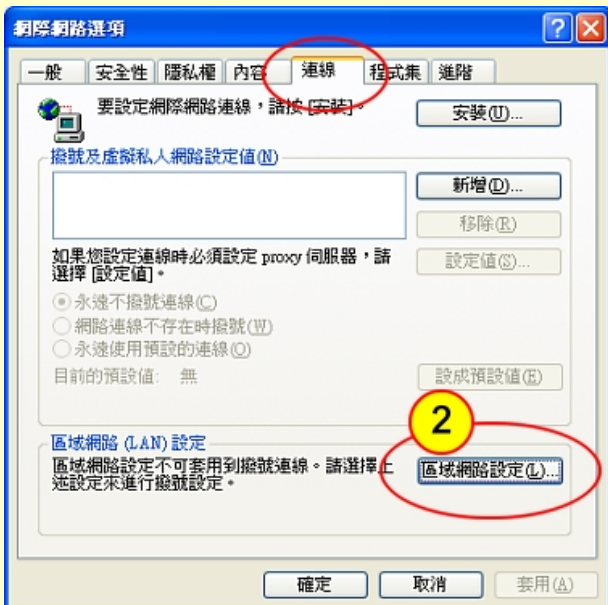 網際網路選項
一般 安全性 隱私權 內容 連線 程式集 進階
要設定網際網路連線，請按 [安裝]。
安裝(U)...
撥號及虛擬私人網路設定值(N)
新增(D)...
移除(R)
如果您設定連線時必須設定 proxy 伺服器，請
選擇 [設定值]。
設定值(S)...
永遠不撥號連線(C)
網路連線不存在時撥號(W)
永遠使用預設的連線(O)
目前的預設值: 無
設成預設值(E)
2
區域網路 (LAN) 設定
區域網路設定不可套用到撥號連線。請選擇上
述設定來進行撥號設定。
區域網路設定(L)...
確定 取消 套用(A)